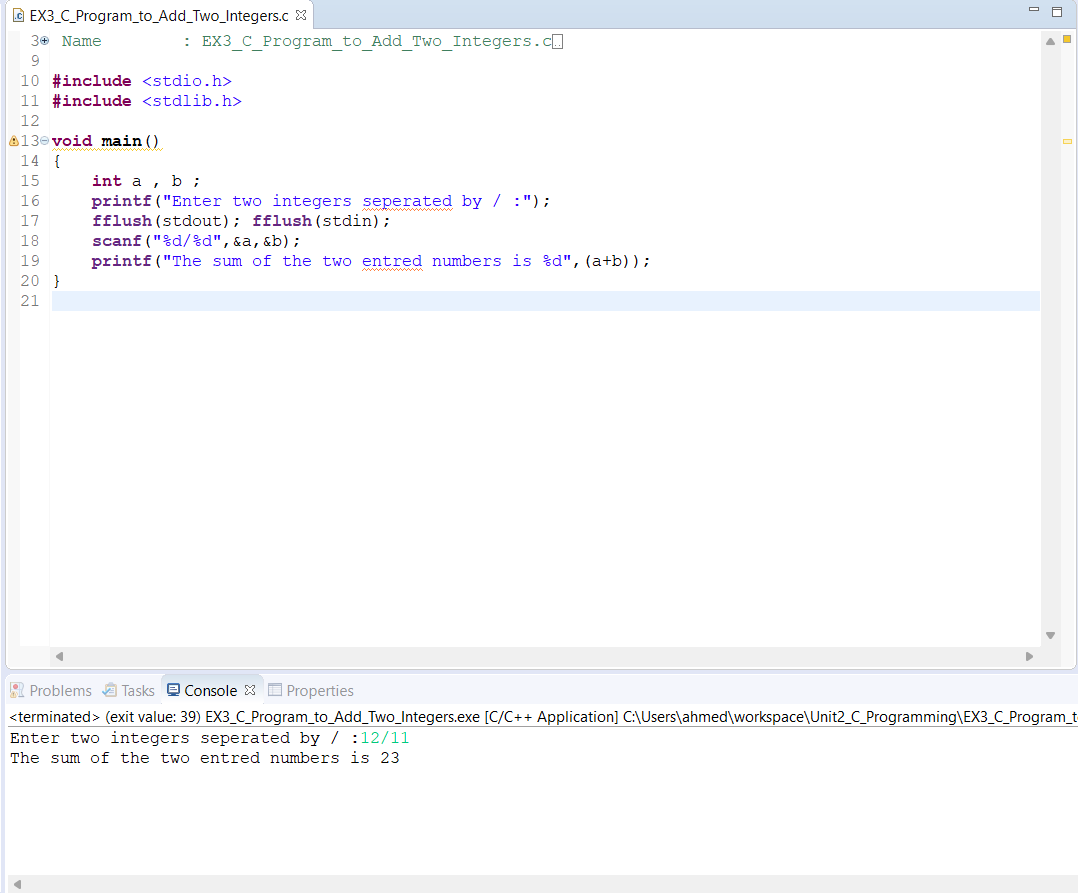 EX3_C_Program_to_Add_Two_Integers.c
3 Name : EX3_C_Program_to_Add_Two_Integers.c
9
10 #include <stdio.h>
11 #include <stdlib.h>
12
13 void main()
14 {
15 int a , b ;
16 printf("Enter two integers seperated by / :");
17 fflush(stdout); fflush(stdin);
18 scanf("%d/%d",&a,&b);
19 printf("The sum of the two entred numbers is %d",(a+b));
20 }
21
Problems Tasks Console Properties
<terminated> (exit value: 39) EX3_C_Program_to_Add_Two_Integers.exe [C/C++ Application] C:\Users\ahmed\workspace\Unit2_C_Programming\EX3_C_Program_t
Enter two integers seperated by / :12/11
The sum of the two entred numbers is 23